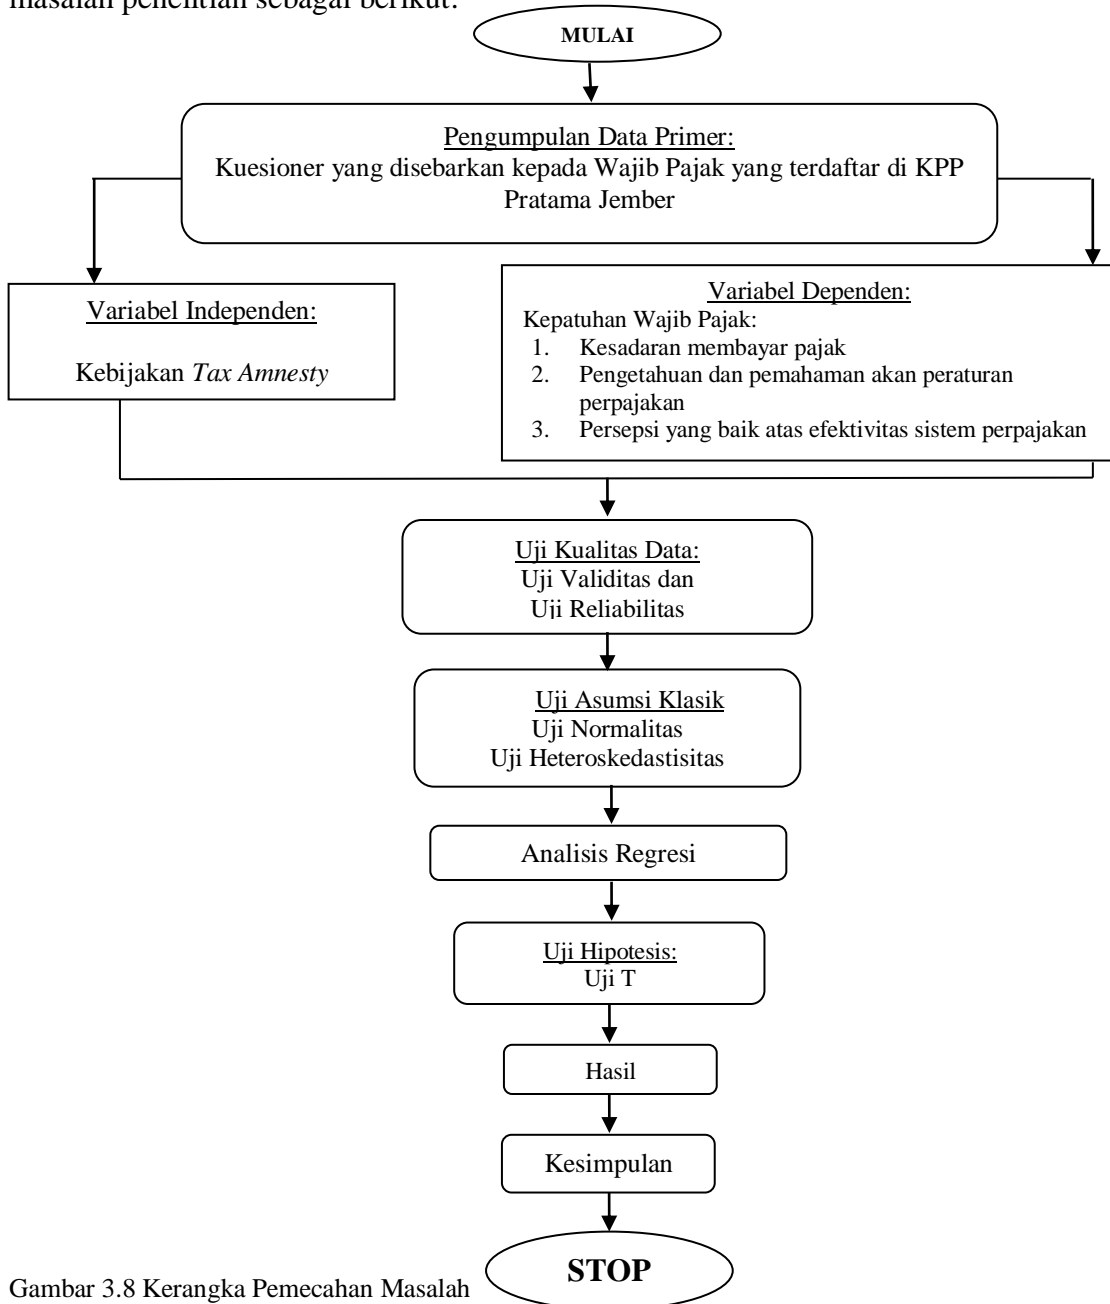 masalah penelitian sebagai berikut:
MULAI
Pengumpulan Data Primer:
Kuesioner yang disebarkan kepada Wajib Pajak yang terdaftar di KPP
Pratama Jember
Variabel Independen:
Kebijakan Tax Amnesty
Variabel Dependen:
Kepatuhan Wajib Pajak:
1. Kesadaran membayar pajak
2. Pengetahuan dan pemahaman akan peraturan
perpajakan
3. Persepsi yang baik atas efektivitas sistem perpajakan
Uji Kualitas Data:
Uji Validitas dan
Uji Reliabilitas
Uji Asumsi Klasik
Uji Normalitas
Uji Heteroskedastisitas
Analisis Regresi
Uji Hipotesis:
Uji T
Hasil
Kesimpulan
STOP
Gambar 3.8 Kerangka Pemecahan Masalah